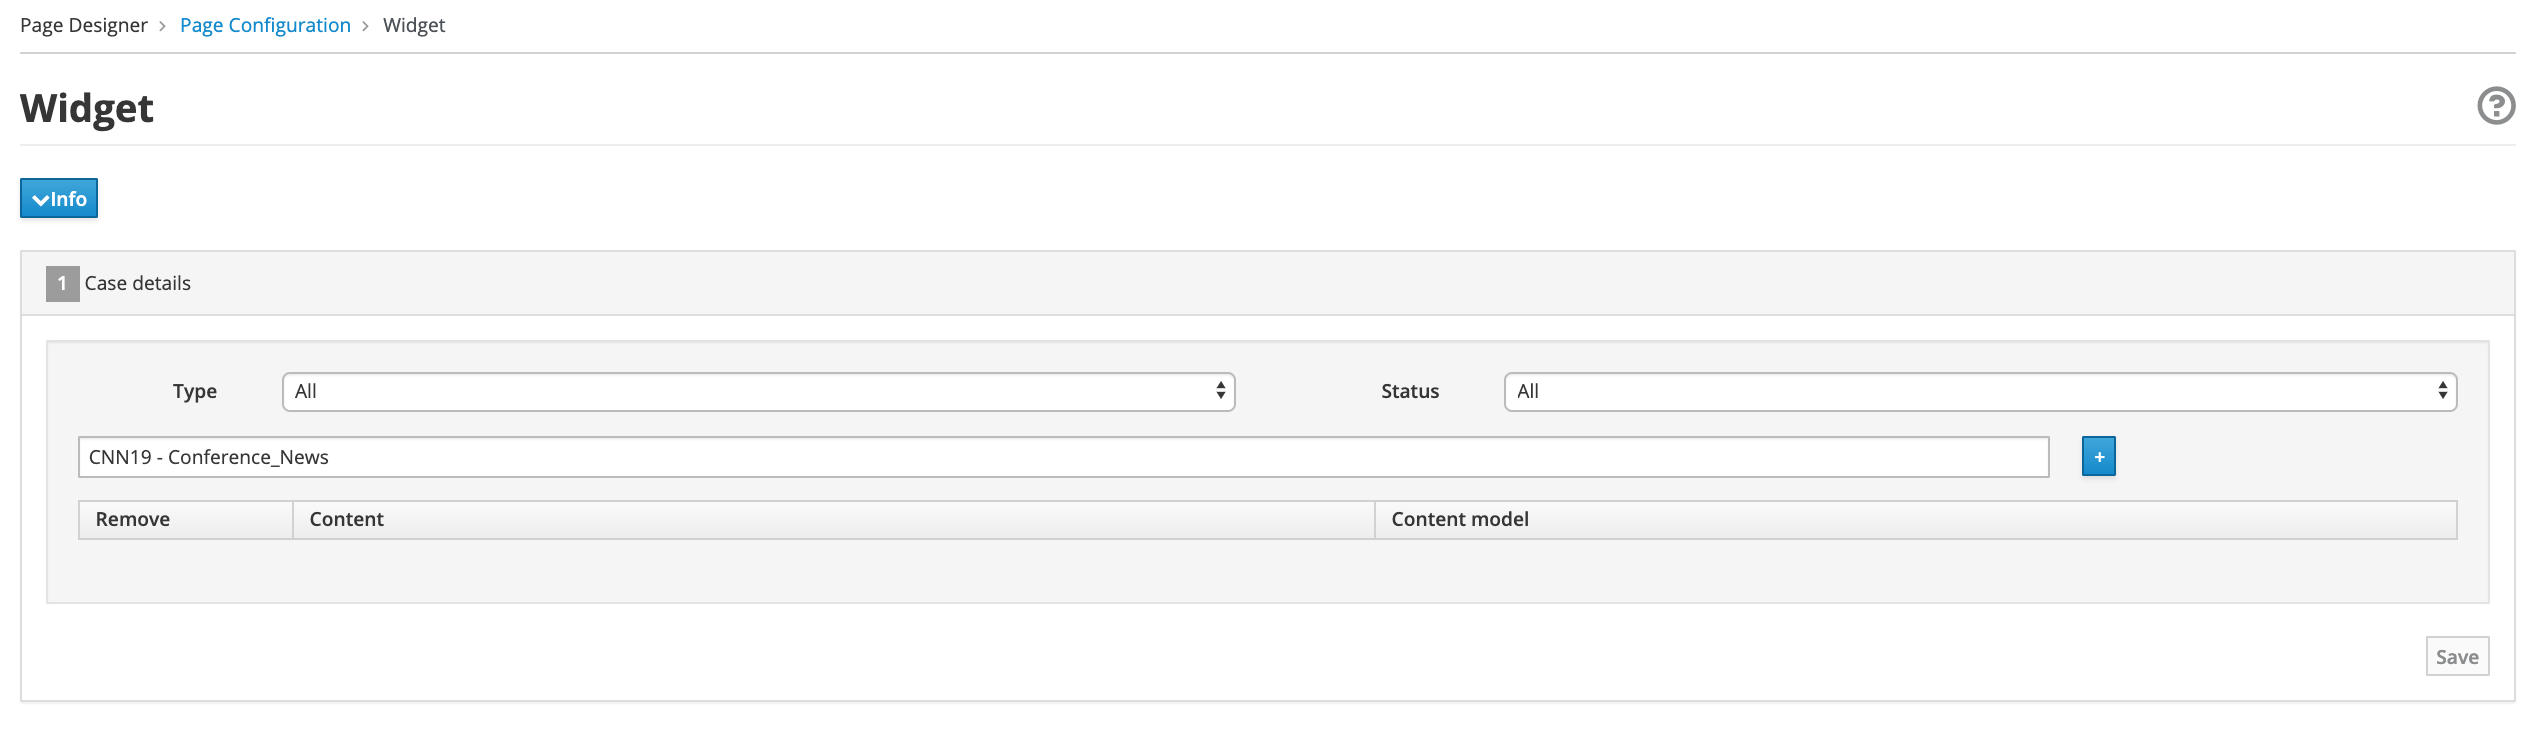 Page Designer > Page Configuration > Widget
Widget
Info
1 Case details
Type All Status All
CNN19 - Conference_News +
Remove Content Content model
Save